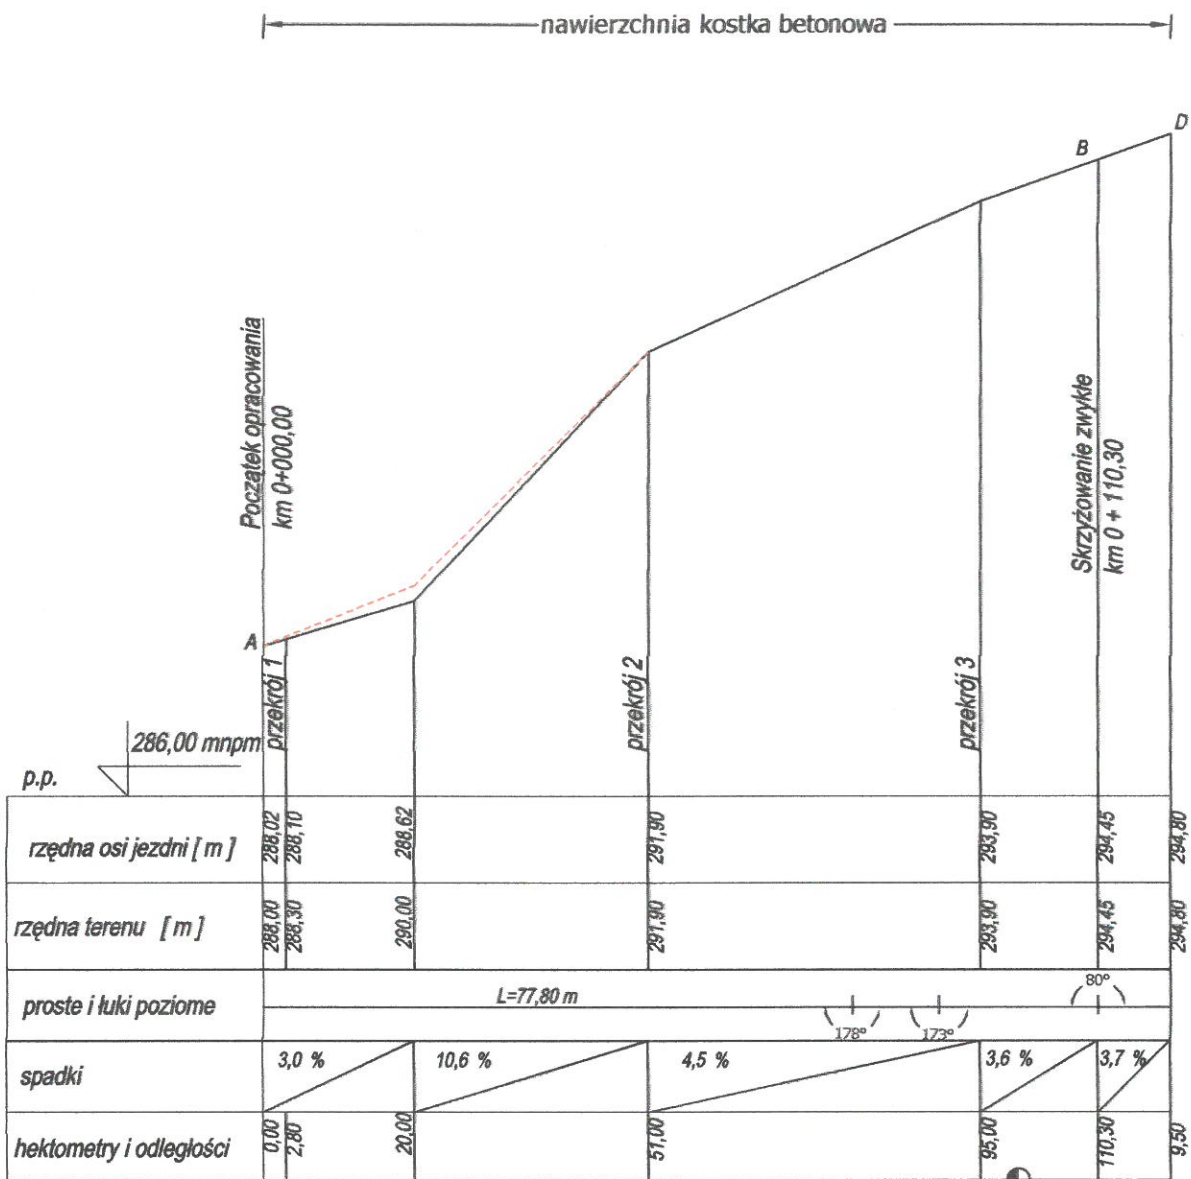 nawierzchnia kostka betonowa
D
B
Początek opracowania
km 0+000,00
Skrzyżowanie zwykłe
km 0 + 110,30
A
przekrój 1
przekrój 2
przekrój 3
286,00 mnpm
p.p.
rzędna osi jezdni [ m ] 288,02 288,10 288,62 291,90 293,90 294,45 294,80
rzędna terenu [ m ] 288,00 288,30 290,00 291,90 293,90 294,45 294,80
proste i łuki poziome L=77,80 m 178° 173° 80°
spadki 3,0 % 10,6 % 4,5 % 3,6 % 3,7 %
hektometry i odległości 0,00 2,80 20,00 51,00 95,00 110,30 9,50